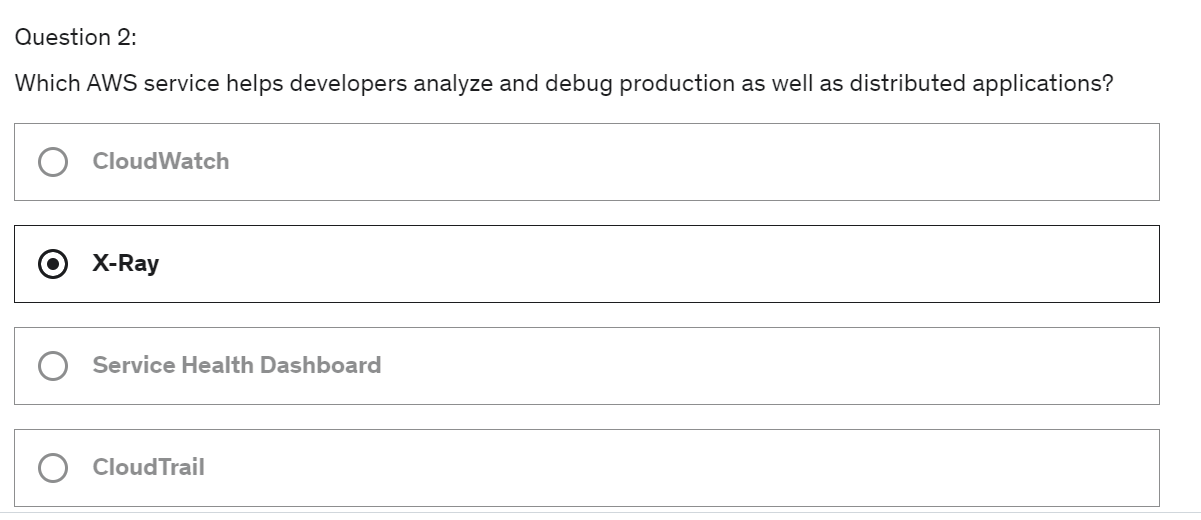 Question 2:
Which AWS service helps developers analyze and debug production as well as distributed applications?
CloudWatch
X-Ray
Service Health Dashboard
CloudTrail